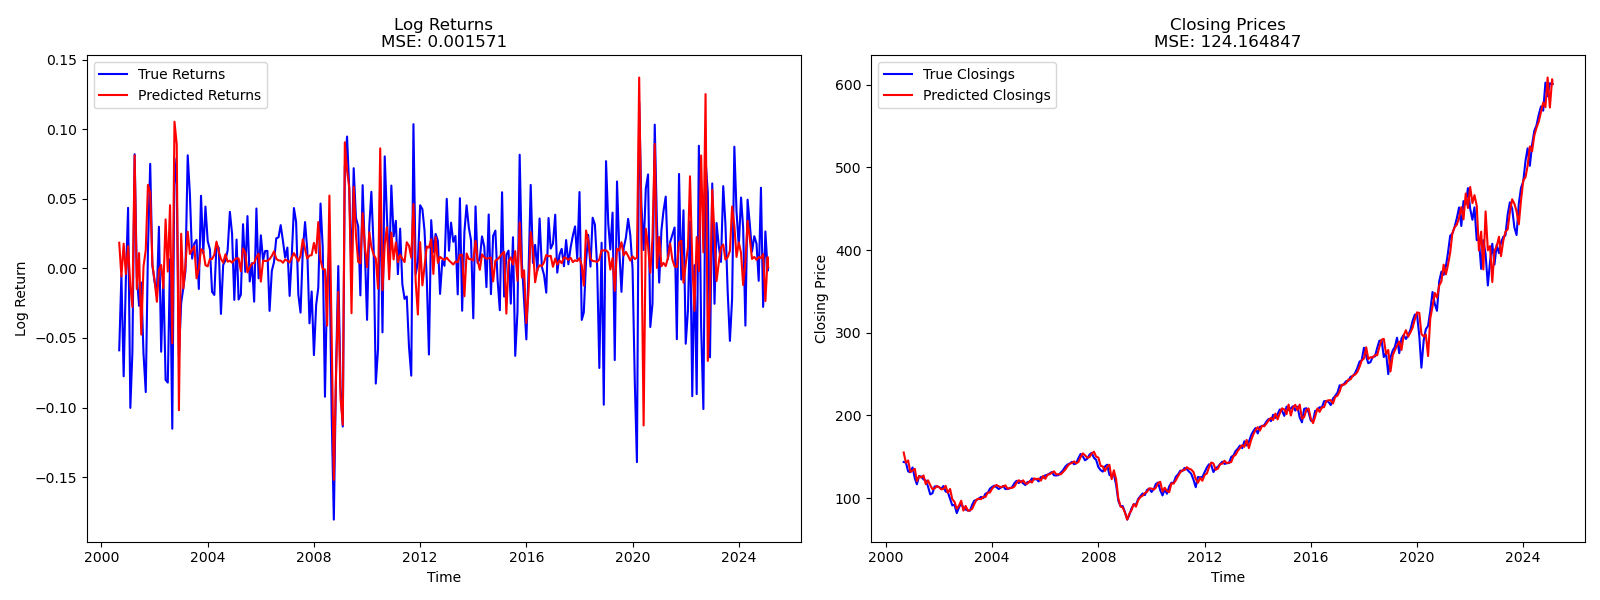 Log Returns
MSE: 0.001571
True Returns
Predicted Returns
0.15
0.10
0.05
0.00
−0.05
−0.10
−0.15
Log Return
2000
2004
2008
2012
2016
2020
2024
Time
Closing Prices
MSE: 124.164847
True Closings
Predicted Closings
600
500
400
300
200
100
Closing Price
2000
2004
2008
2012
2016
2020
2024
Time